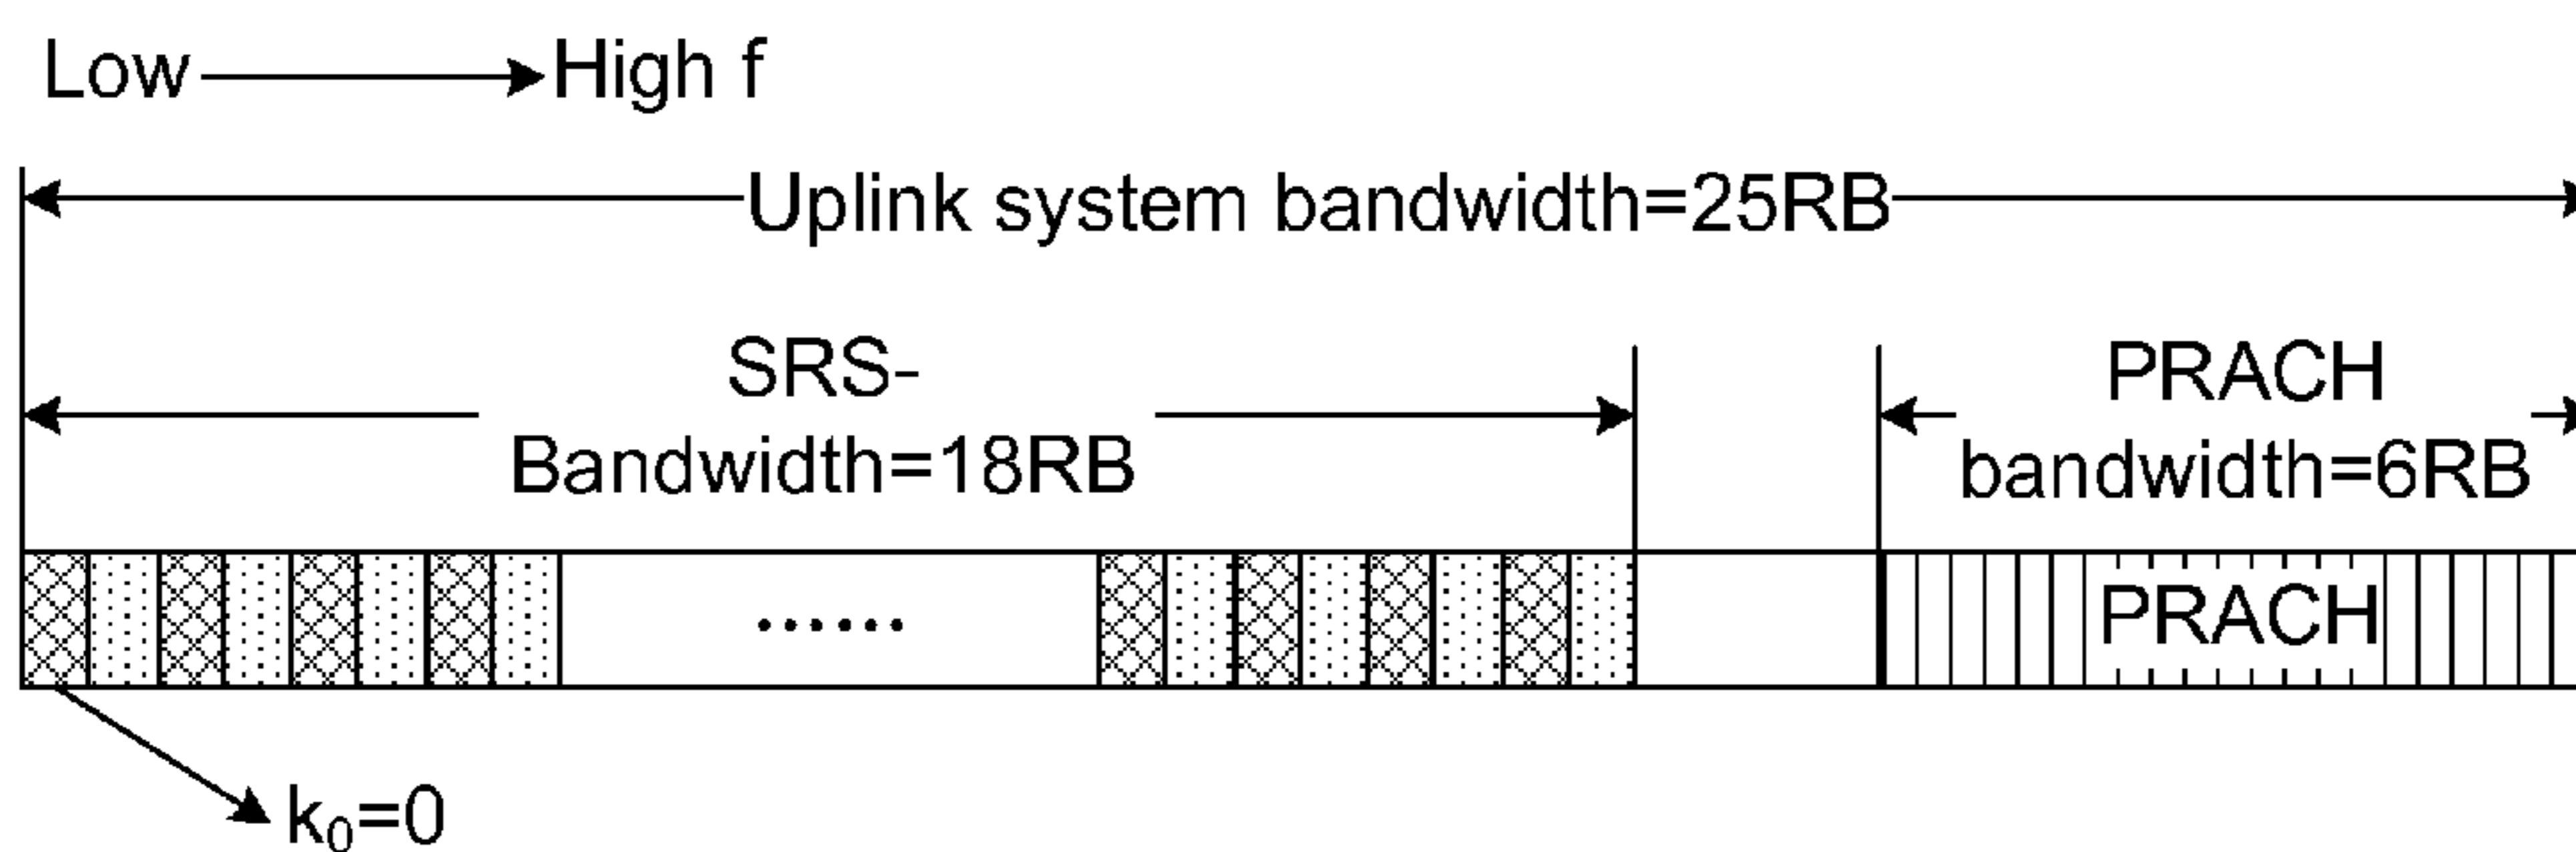 Low High f
Uplink system bandwidth=25RB
SRS-
Bandwidth=18RB
PRACH
bandwidth=6RB
······
PRACH
k₀=0